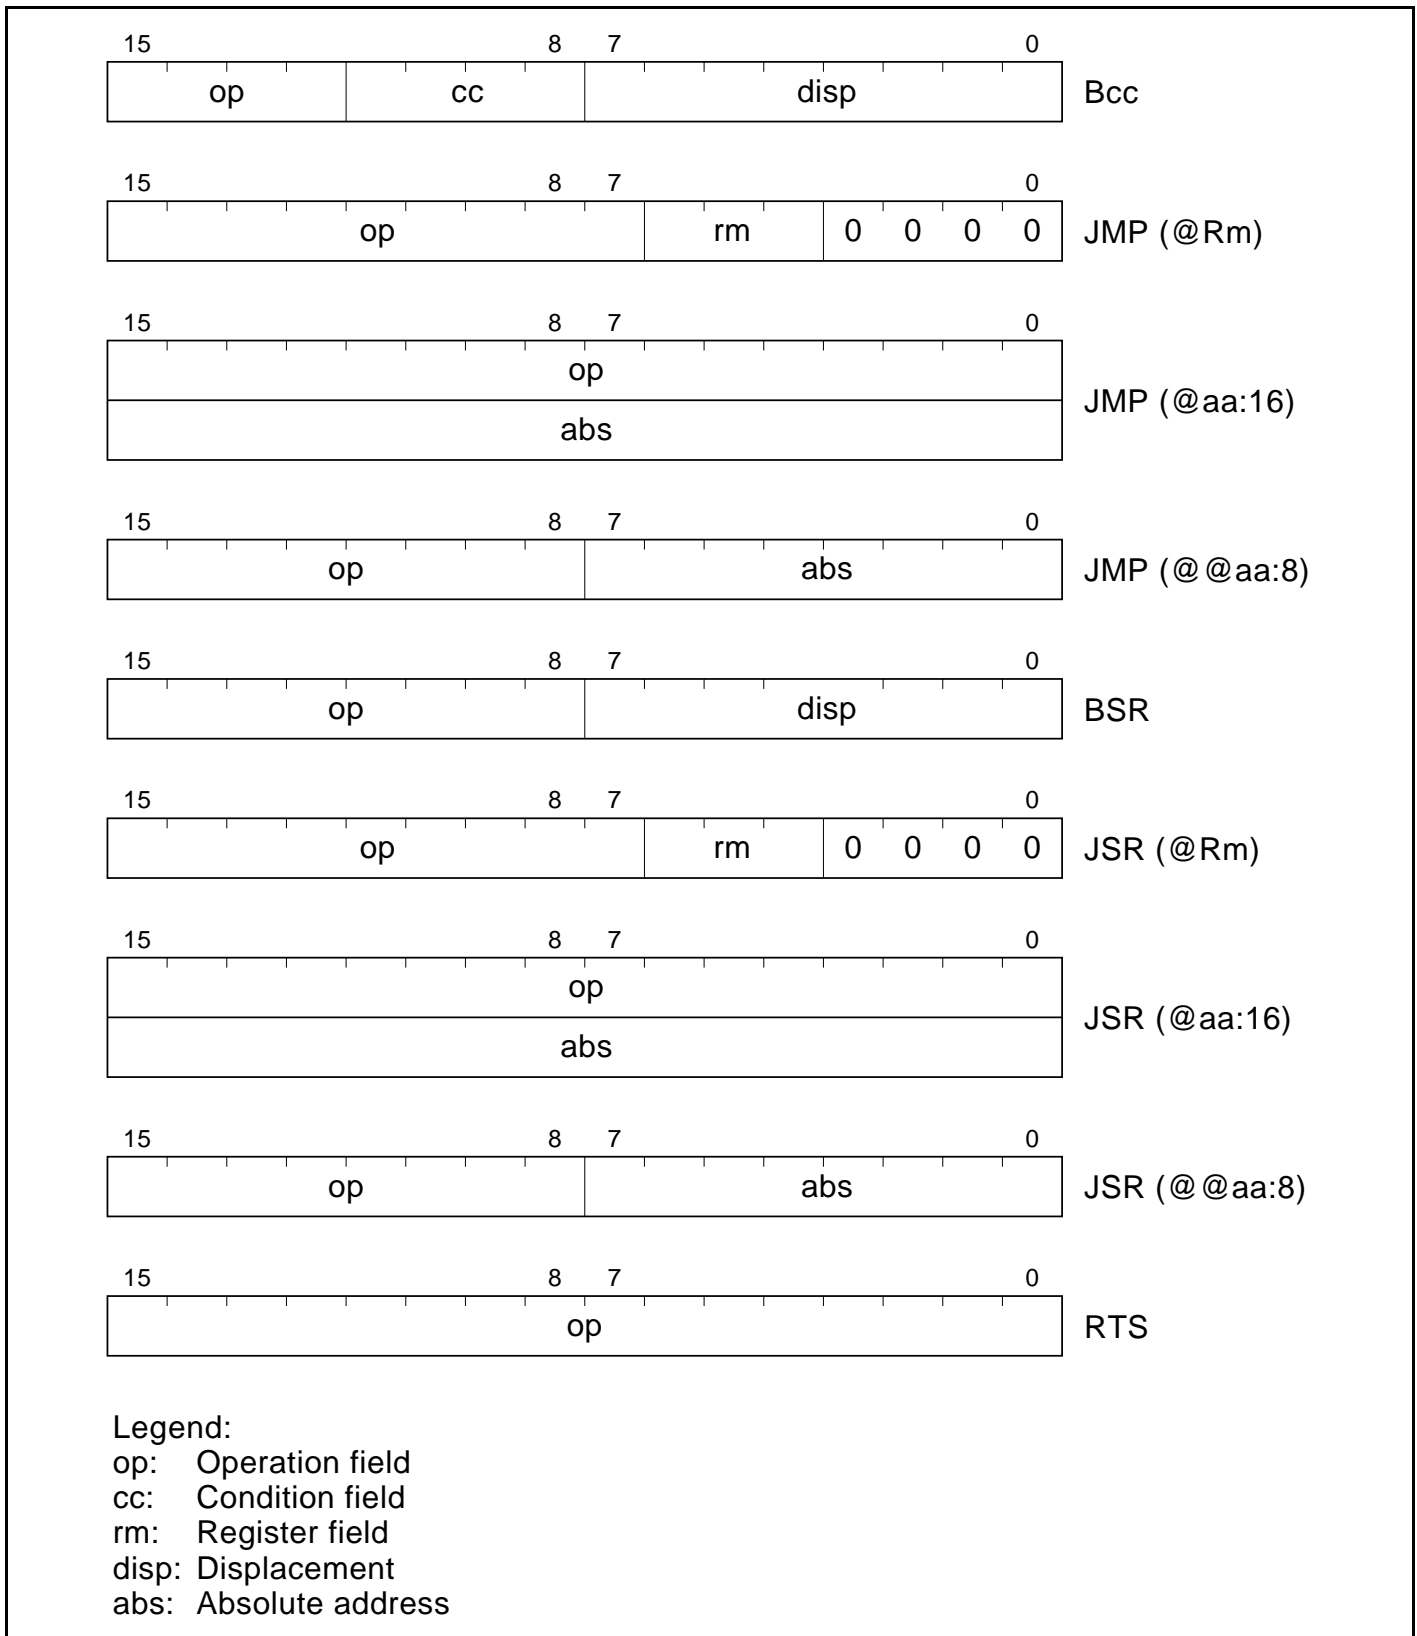 15 8 7 0
op cc disp Bcc
15 8 7 0
op rm 0 0 0 0 JMP (@Rm)
15 8 7 0
op
JMP (@aa:16)
abs
15 8 7 0
op abs JMP (@@aa:8)
15 8 7 0
op disp BSR
15 8 7 0
op rm 0 0 0 0 JSR (@Rm)
15 8 7 0
op
JSR (@aa:16)
abs
15 8 7 0
op abs JSR (@@aa:8)
15 8 7 0
op RTS
Legend:
op: Operation field
cc: Condition field
rm: Register field
disp: Displacement
abs: Absolute address